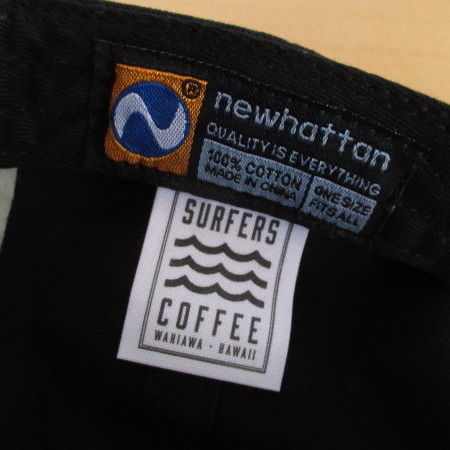 ®
newhattan
QUALITY IS EVERYTHING
100% COTTON
MADE IN CHINA
ONE SIZE
FITS ALL
SURFERS
COFFEE
WAHIAWA • HAWAII